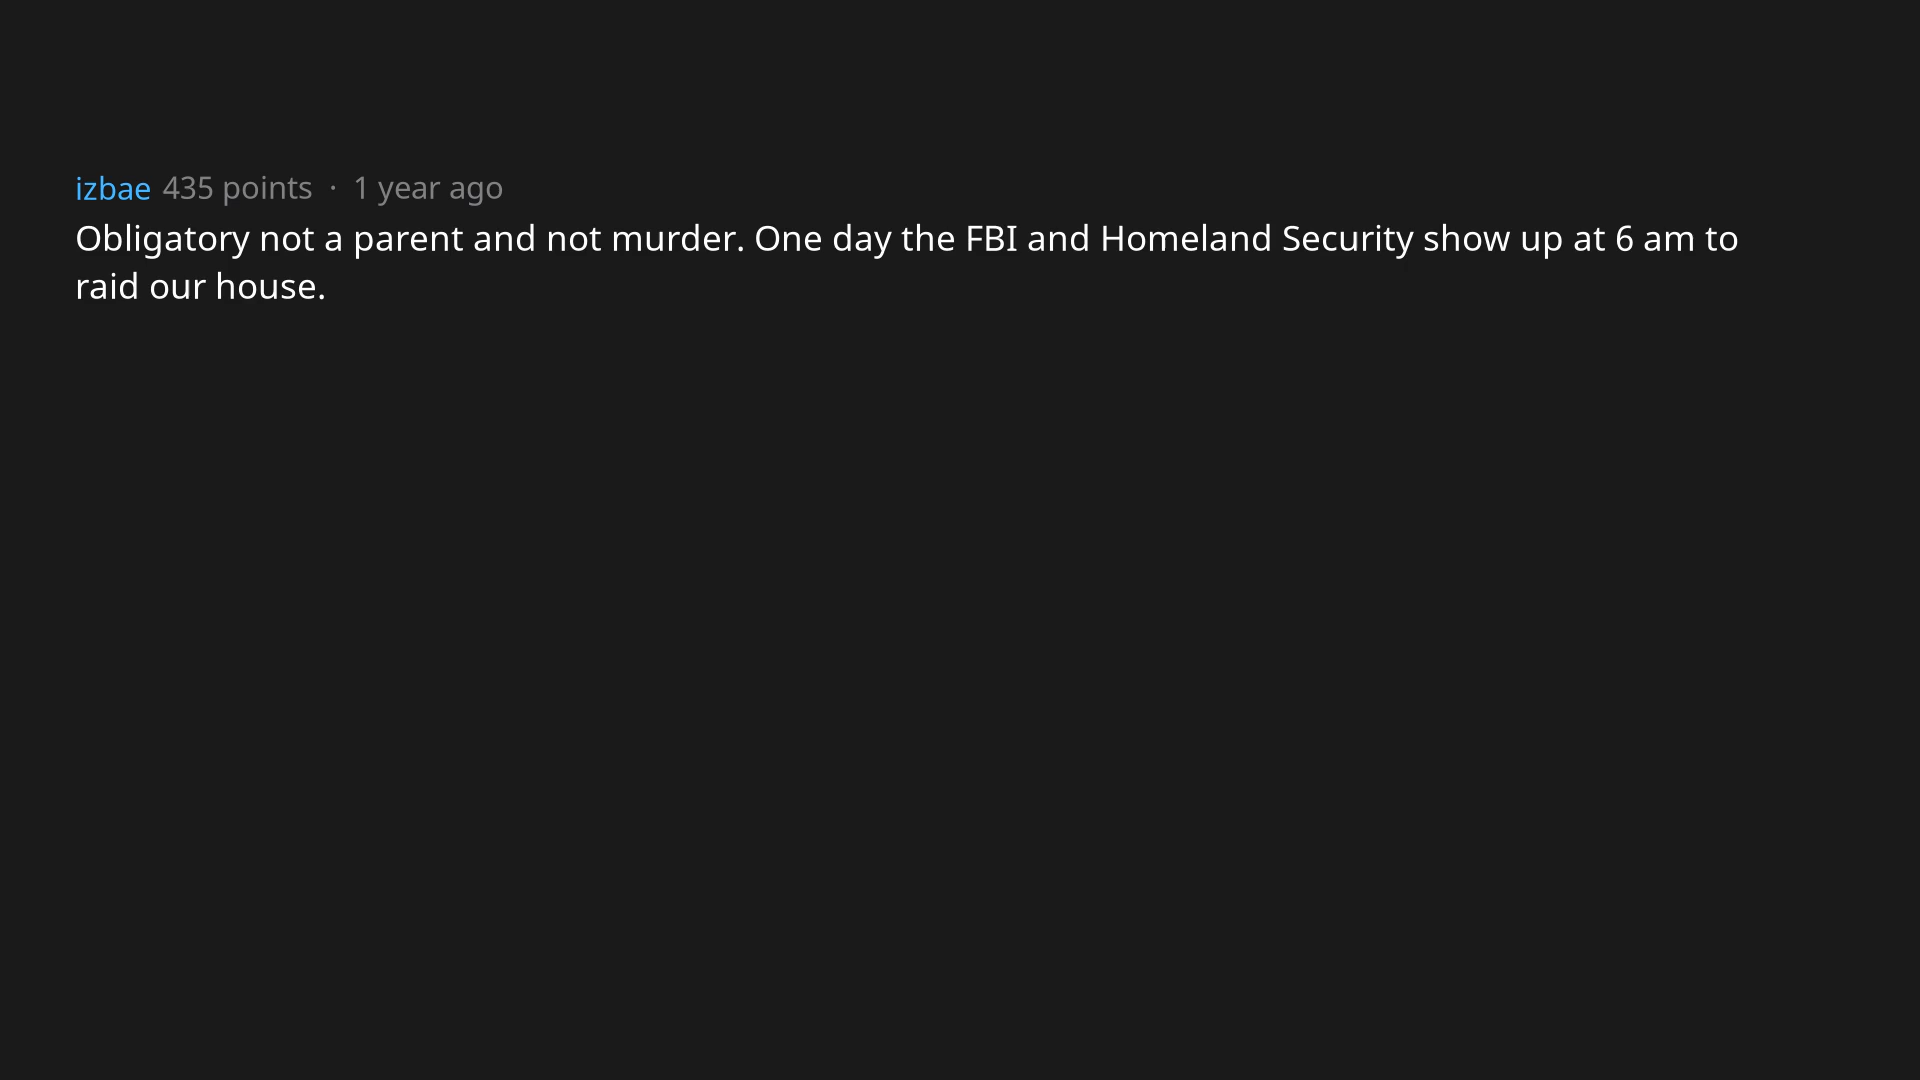 izbae 435 points · 1 year ago
Obligatory not a parent and not murder. One day the FBI and Homeland Security show up at 6 am to
raid our house.